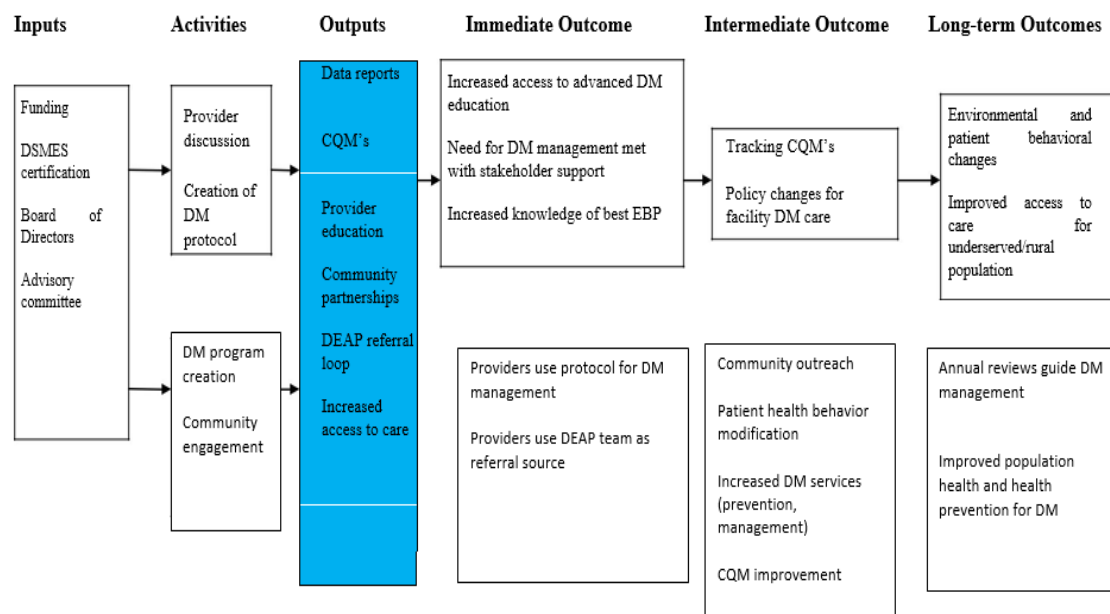 Inputs
Activities
Outputs
Immediate Outcome
Intermediate Outcome
Long-term Outcomes
Funding
DSMES
certification
Board of
Directors
Advisory
committee
Provider
discussion
Creation of
DM
protocol
DM program
creation
Community
engagement
Data reports
CQM's
Provider
education
Community
partnerships
DEAP referral
loop
Increased
access to care
Increased access to advanced DM
education
Need for DM management met
with stakeholder support
Increased knowledge of best EBP
Providers use protocol for DM
management
Providers use DEAP team as
referral source
Tracking CQM's
Policy changes for
facility DM care
Community outreach
Patient health behavior
modification
Increased DM services
(prevention,
management)
CQM improvement
Environmental and
patient behavioral
changes
Improved access to
care for
underserved/rural
population
Annual reviews guide DM
management
Improved population
health and health
prevention for DM